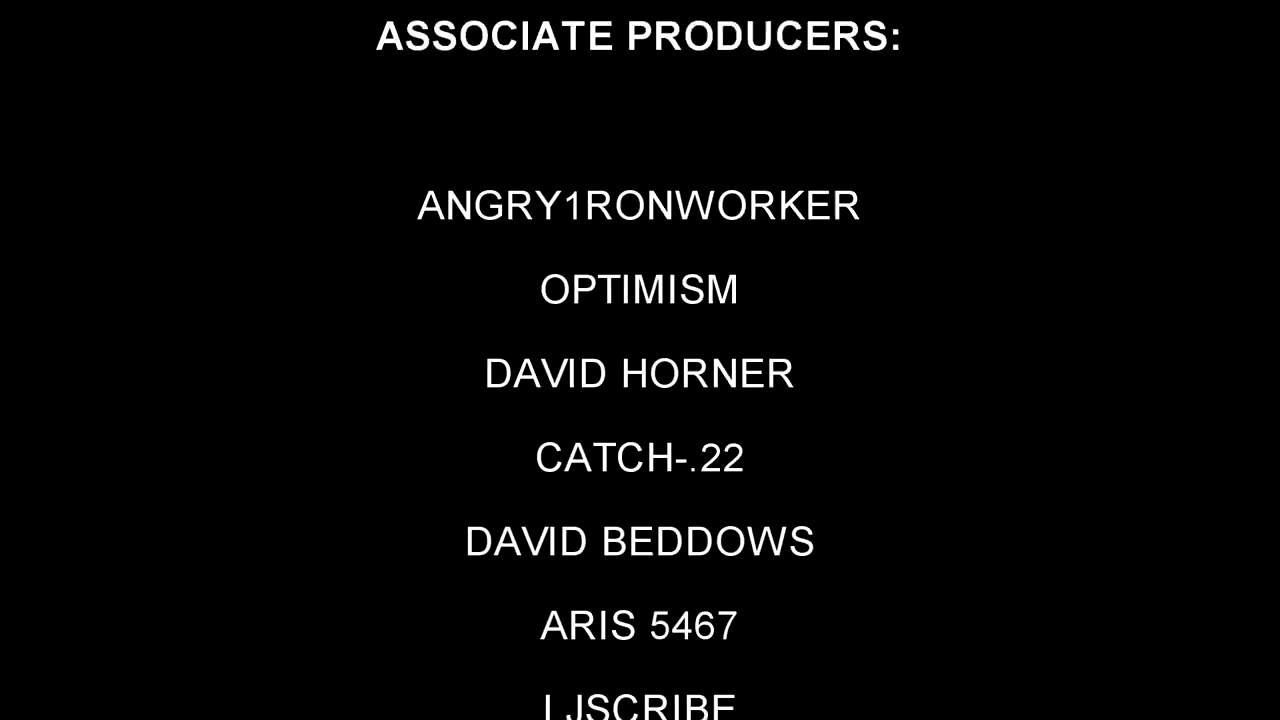 ASSOCIATE PRODUCERS:
ANGRY1RONWORKER
OPTIMISM
DAVID HORNER
CATCH-.22
DAVID BEDDOWS
ARIS 5467
LJSCRIBE